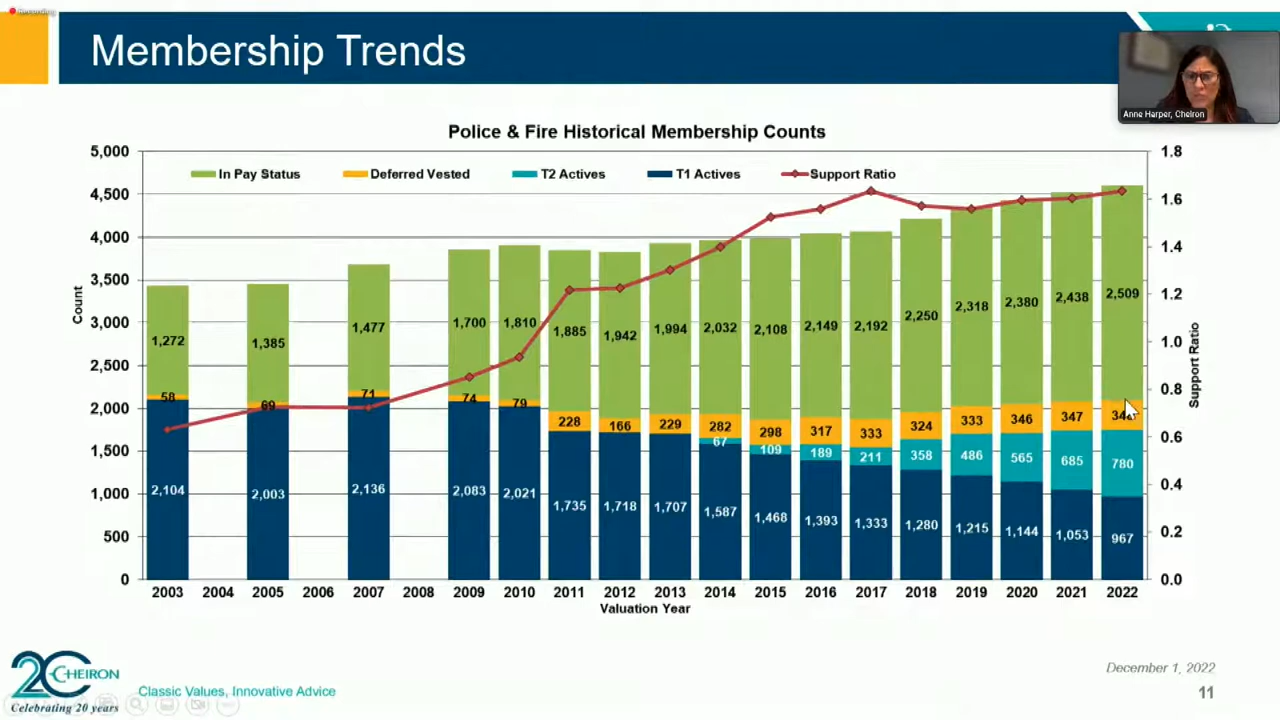 Recording
Membership Trends
Anne Harper, Cheiron
Police & Fire Historical Membership Counts
In Pay Status Deferred Vested T2 Actives T1 Actives Support Ratio
5,000 1.8
4,500 1.6
4,000 1.4
3,500 1.2
3,000 1.0
2,500 0.8
2,000 0.6
1,500 0.4
1,000 0.2
500 0.0
0
Count
Support Ratio
1,272 1,385 1,477 1,700 1,810 1,885 1,942 1,994 2,032 2,108 2,149 2,192 2,250 2,318 2,380 2,438 2,509
58 69 71 74 79 228 166 229 282 298 317 333 324 333 346 347
67 109 189 211 358 486 565 685 780
2,104 2,003 2,136 2,083 2,021 1,735 1,718 1,707 1,587 1,468 1,393 1,333 1,280 1,215 1,144 1,053 967
2003 2004 2005 2006 2007 2008 2009 2010 2011 2012 2013 2014 2015 2016 2017 2018 2019 2020 2021 2022
Valuation Year
December 1, 2022
20 CHEIRON
Classic Values, Innovative Advice
11
Celebrating 20 years